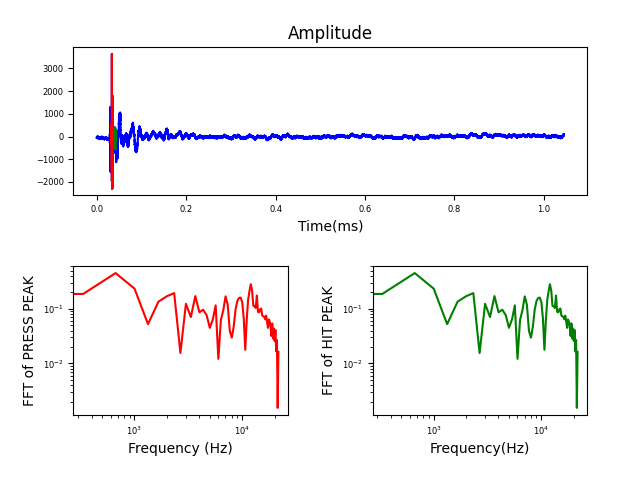 Amplitude
3000
2000
1000
0
−1000
−2000
0.0 0.2 0.4 0.6 0.8 1.0
Time(ms)
FFT of PRESS PEAK
10⁻¹
10⁻²
10³ 10⁴
Frequency (Hz)
FFT of HIT PEAK
10⁻¹
10⁻²
10³ 10⁴
Frequency(Hz)